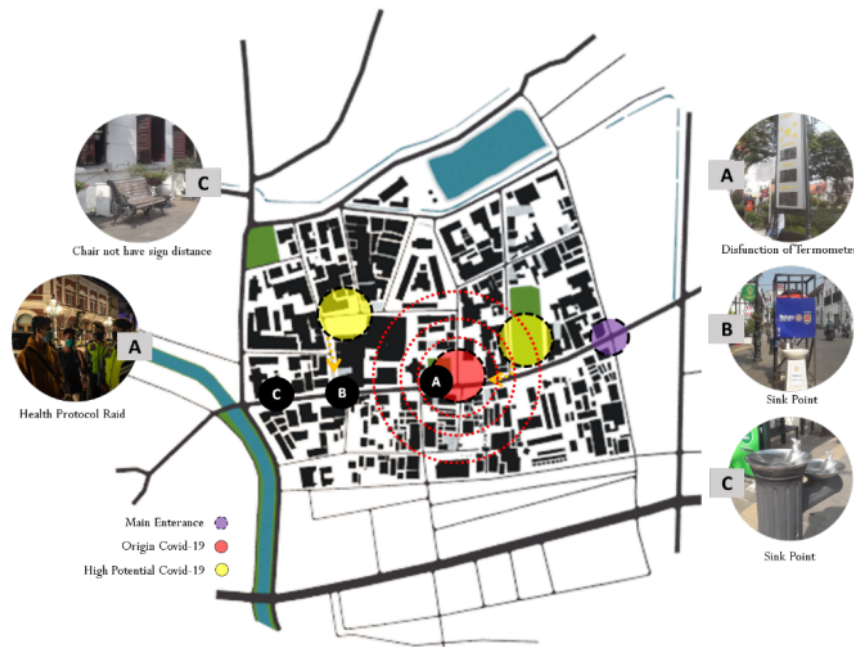 C
Chair not have sign distance
A
Health Protocol Raid
A
Disfunction of Termometer
B
Sink Point
C
Sink Point
C
B
A
Main Enterance
Origin Covid-19
High Potential Covid-19